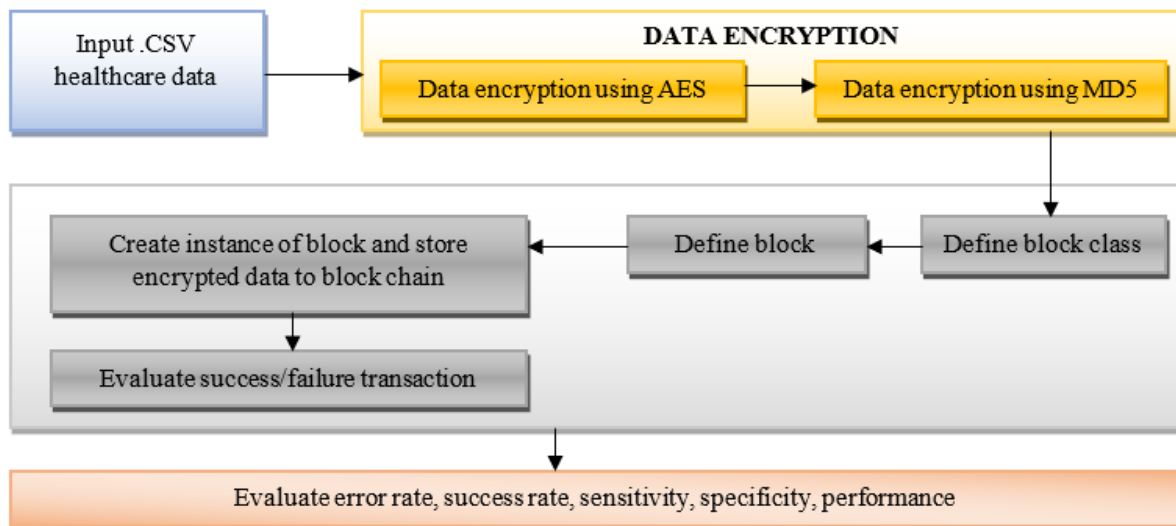 Input .CSV
healthcare data
DATA ENCRYPTION
Data encryption using AES
Data encryption using MD5
Create instance of block and store
encrypted data to block chain
Define block
Define block class
Evaluate success/failure transaction
Evaluate error rate, success rate, sensitivity, specificity, performance